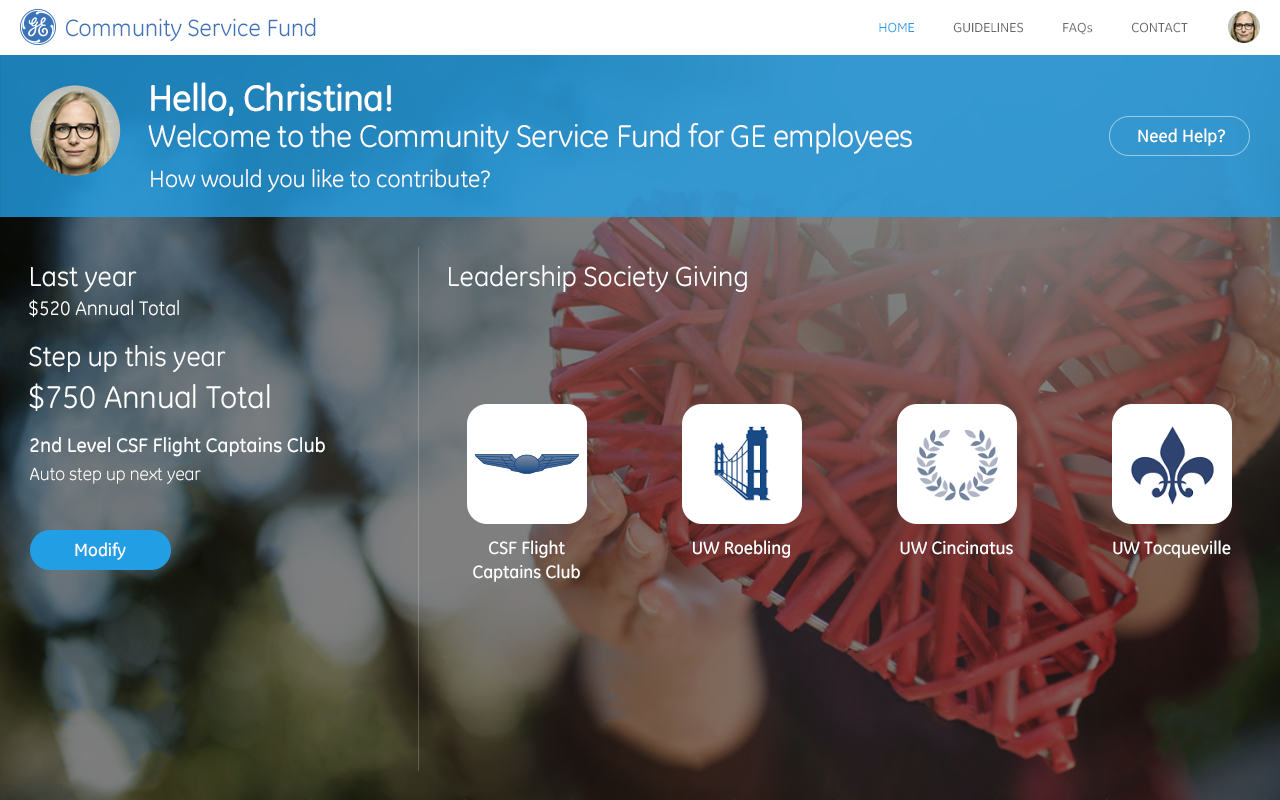 GE Community Service Fund
HOME GUIDELINES FAQs CONTACT
Hello, Christina!
Welcome to the Community Service Fund for GE employees
How would you like to contribute?
Need Help?
Last year
$520 Annual Total
Step up this year
$750 Annual Total
2nd Level CSF Flight Captains Club
Auto step up next year
Modify
Leadership Society Giving
CSF Flight
Captains Club
UW Roebling
UW Cincinatus
UW Tocqueville